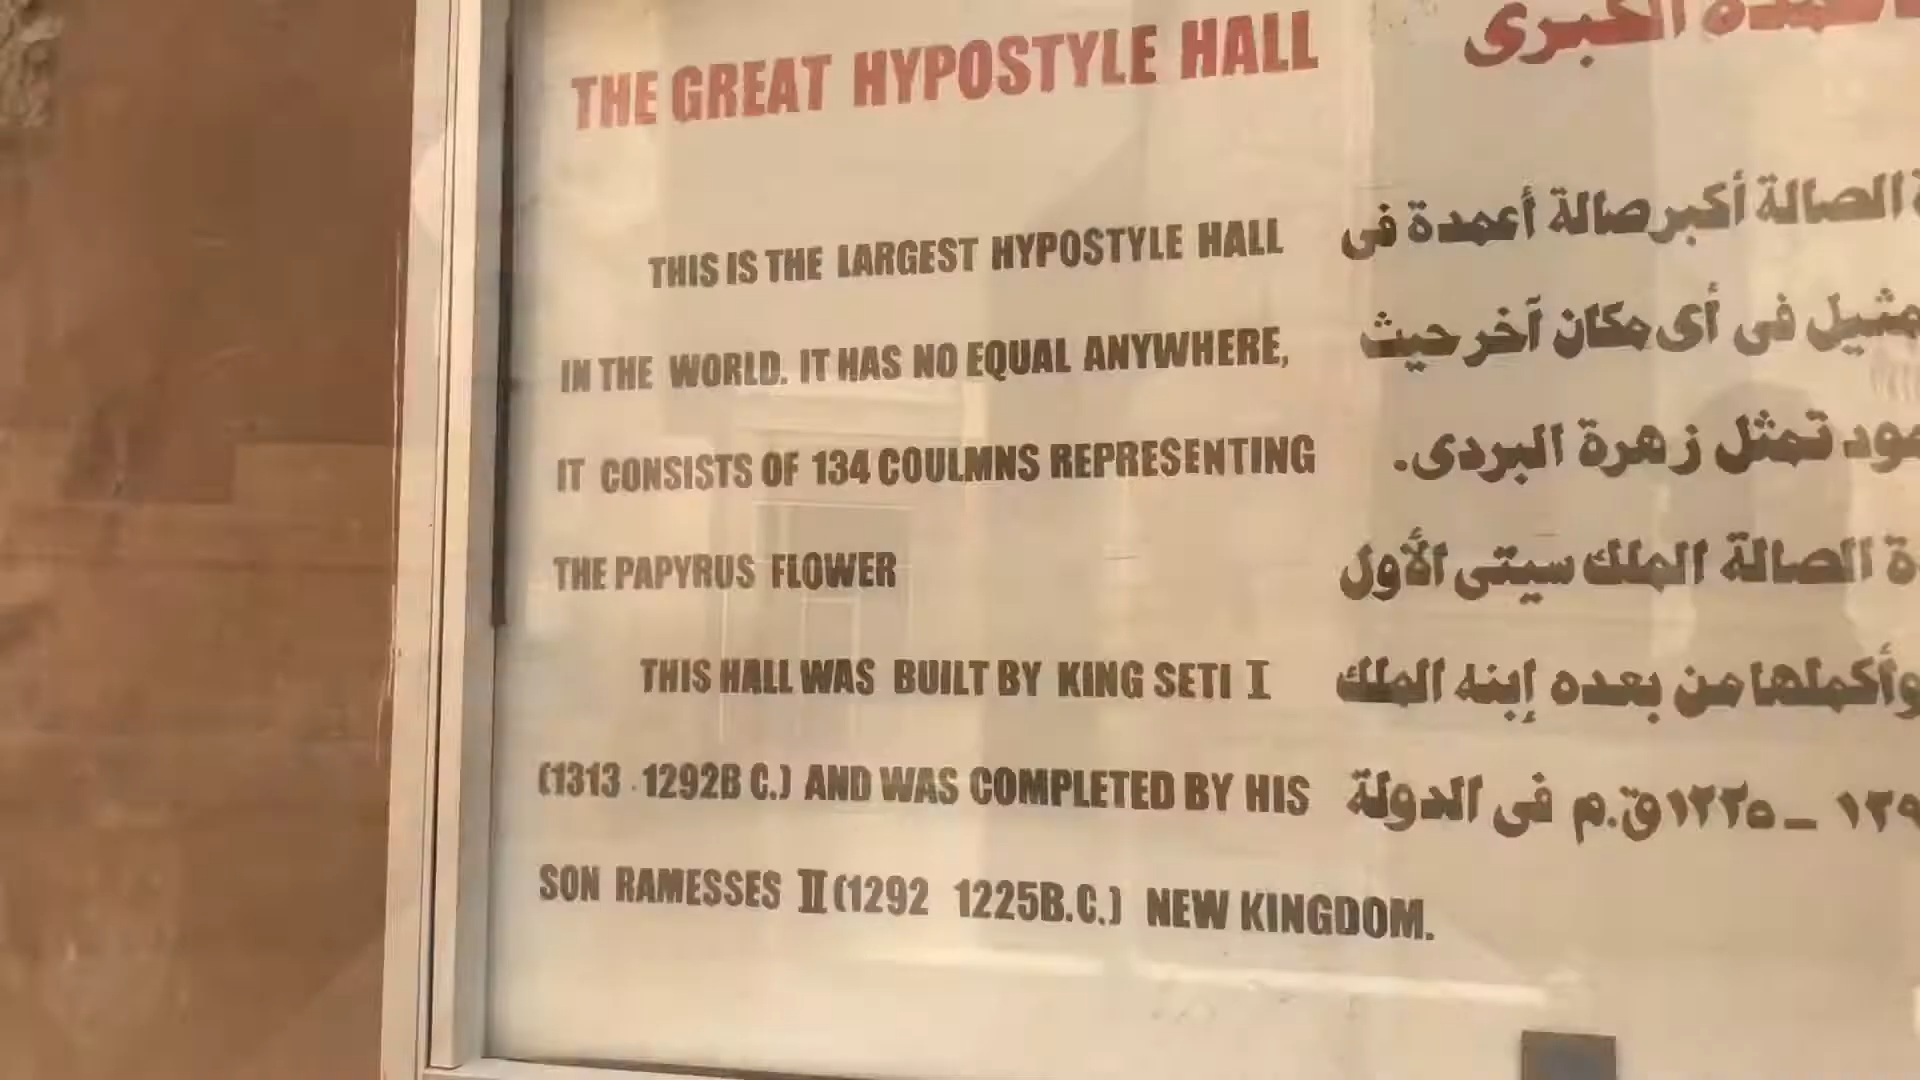 THE GREAT HYPOSTYLE HALL
THIS IS THE LARGEST HYPOSTYLE HALL
IN THE WORLD. IT HAS NO EQUAL ANYWHERE,
IT CONSISTS OF 134 COULMNS REPRESENTING
THE PAPYRUS FLOWER
THIS HALL WAS BUILT BY KING SETI I
(1313 - 1292B C.) AND WAS COMPLETED BY HIS
SON RAMESSES II (1292 1225B.C.) NEW KINGDOM.
الكبرى
الصالة أكبر صالة أعمدة فى
مثيل فى أى مكان آخر حيث
تمثل زهرة البردى.
الصالة الملك سيتى الأول
وأكملها من بعده إبنه الملك
ـ ١٢٢٥ق.م فى الدولة